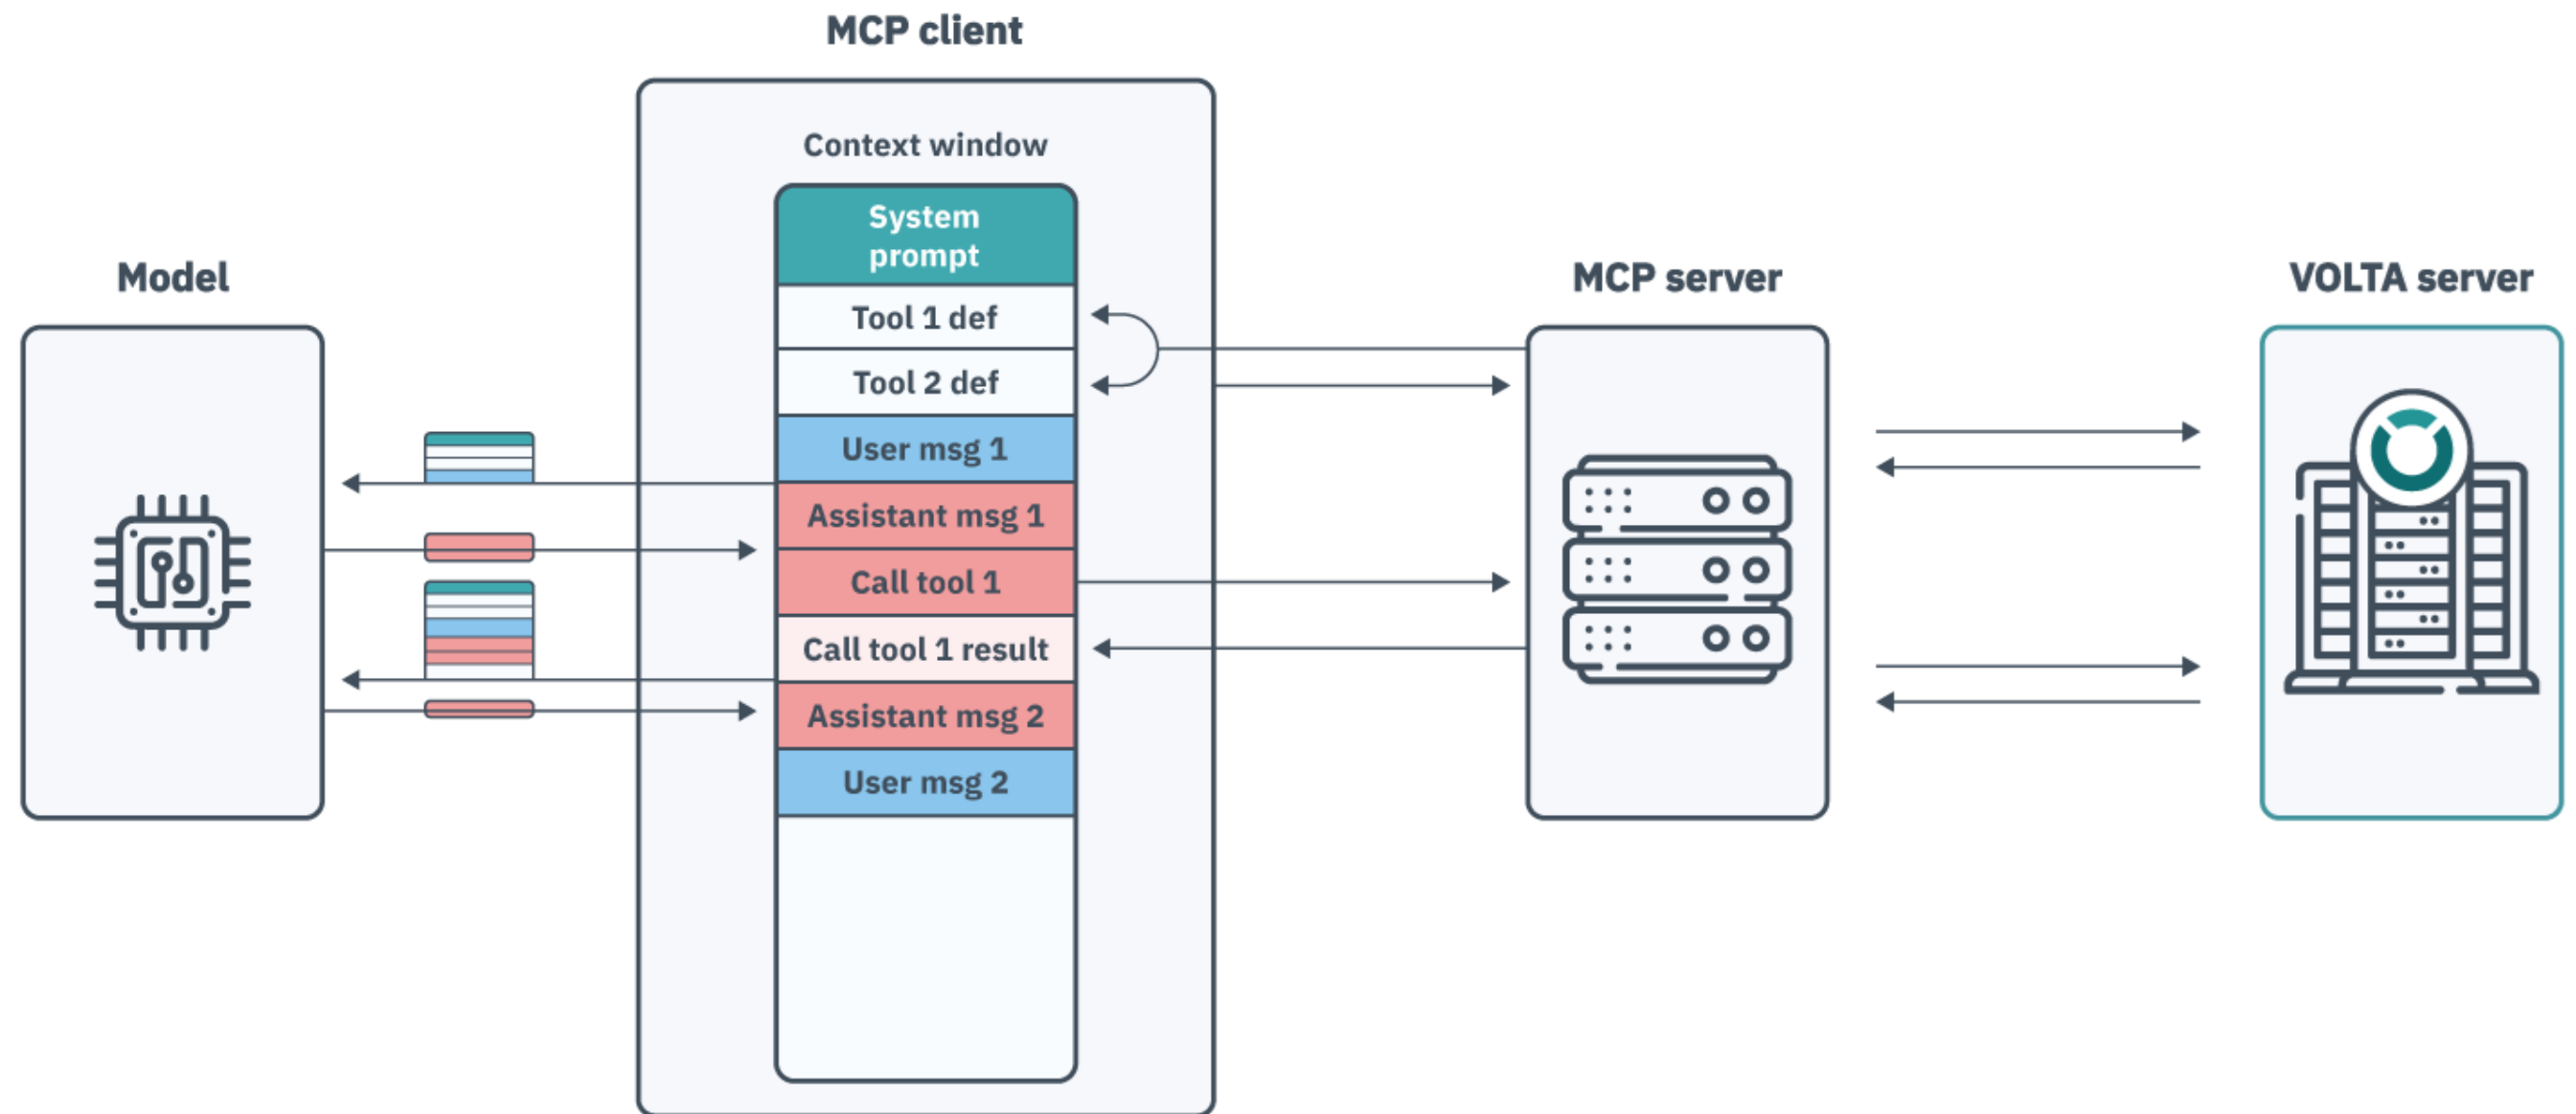 MCP client
Context window
System
prompt
Tool 1 def
Tool 2 def
User msg 1
Assistant msg 1
Call tool 1
Call tool 1 result
Assistant msg 2
User msg 2
Model
MCP server
VOLTA server